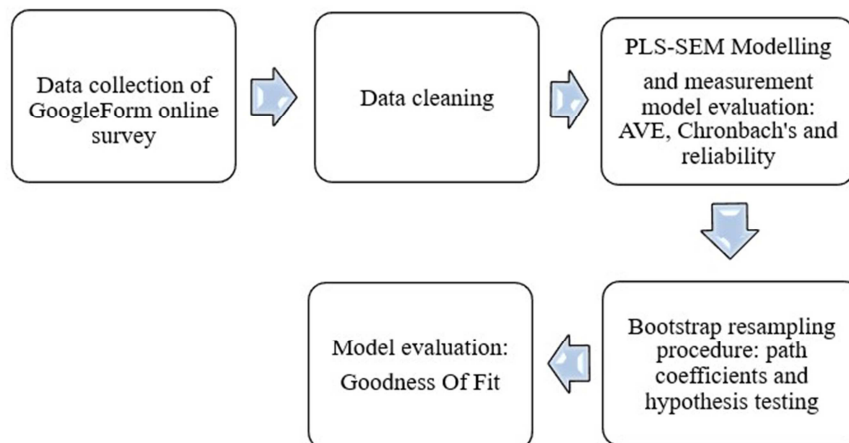 Data collection of
GoogleForm online
survey
Data cleaning
PLS-SEM Modelling
and measurement
model evaluation:
AVE, Chronbach's and
reliability
Bootstrap resampling
procedure: path
coefficients and
hypothesis testing
Model evaluation:
Goodness Of Fit